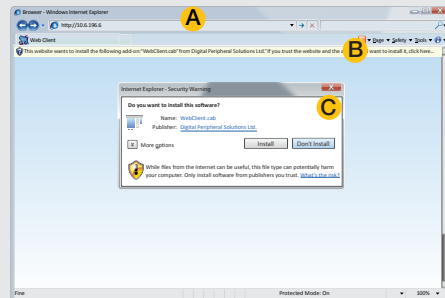 Browser - Windows Internet Explorer
A
http://10.6.196.6
Web Client
Page Safety Tools
B
This website wants to install the following add-on: "WebClient.cab" from Digital Peripheral Solutions Ltd." If you trust the website and the a want to install it, click here...
Internet Explorer - Security Warning
C
Do you want to install this software?
Name: WebClient.cab
Publisher: Digital Peripheral Solutions Ltd.
More options
Install
Don't Install
While files from the Internet can be useful, this file type can potentially harm
your computer. Only install software from publishers you trust. What's the risk?
Fine
Protected Mode: On
100%